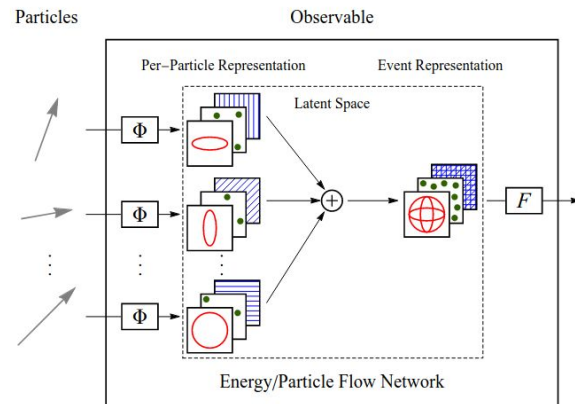 Particles
Observable
Per−Particle Representation
Event Representation
Latent Space
Φ
Φ
Φ
F
Energy/Particle Flow Network